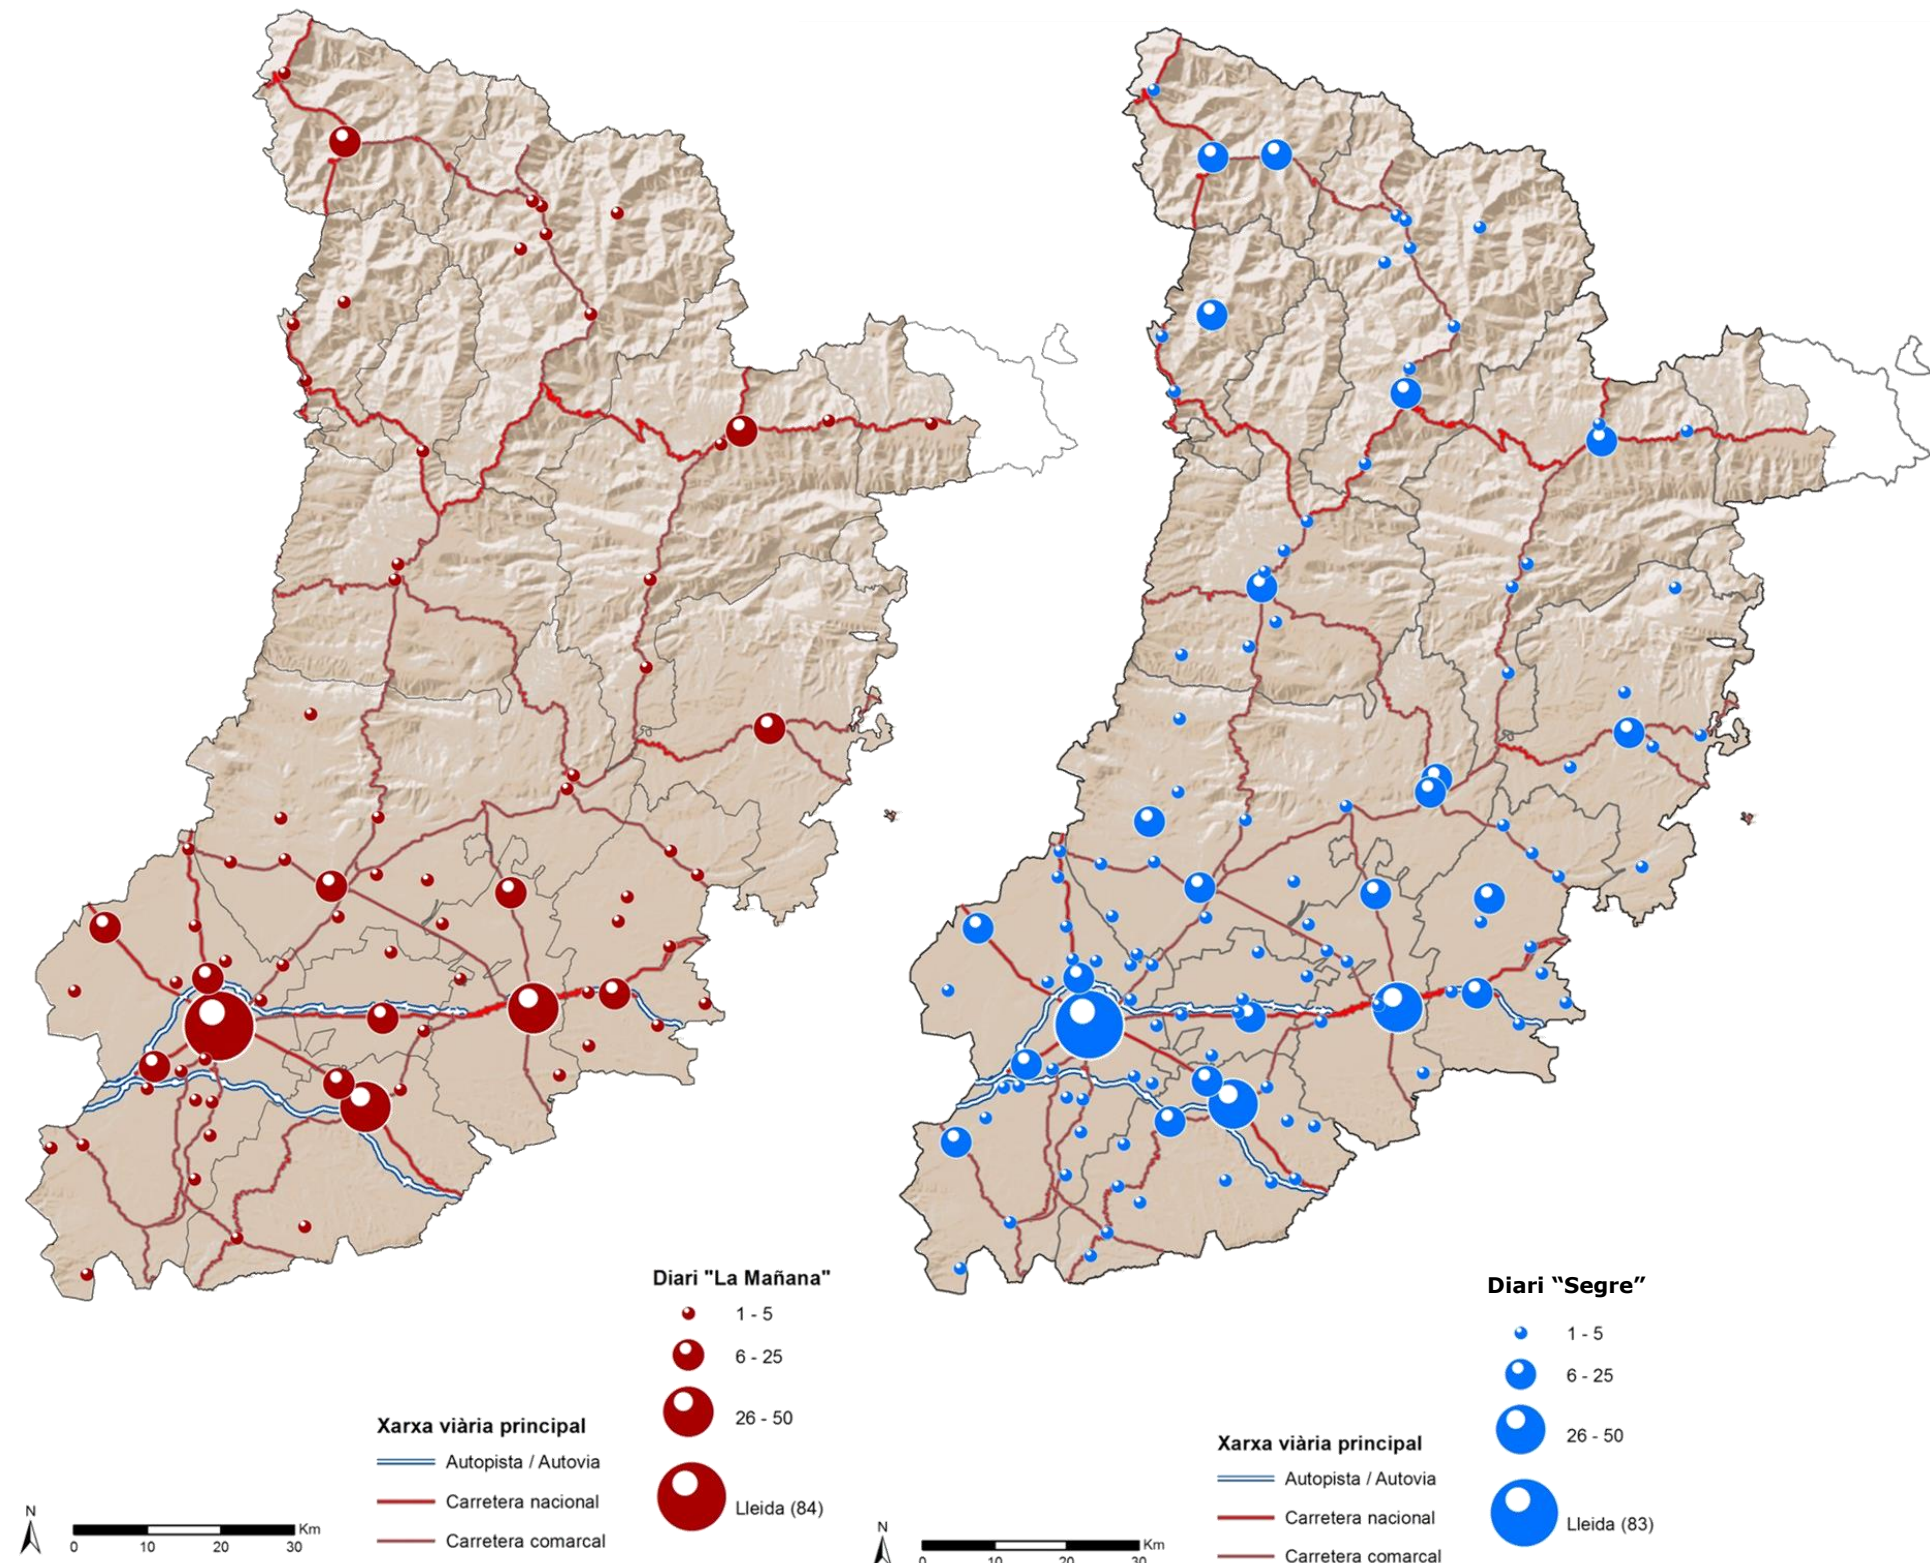 Diari "La Mañana"
1 - 5
6 - 25
26 - 50
Lleida (84)
Xarxa viària principal
Autopista / Autovia
Carretera nacional
Carretera comarcal
N
0 10 20 30 Km
Diari “Segre”
1 - 5
6 - 25
26 - 50
Lleida (83)
Xarxa viària principal
Autopista / Autovia
Carretera nacional
Carretera comarcal
N
0 10 20 30 Km